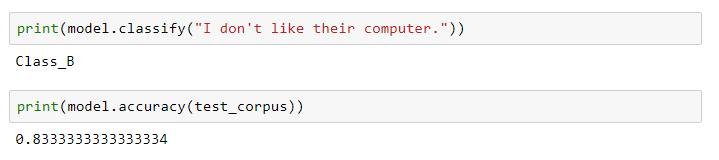 print(model.classify("I don't like their computer."))
Class_B
print(model.accuracy(test_corpus))
0.8333333333333334